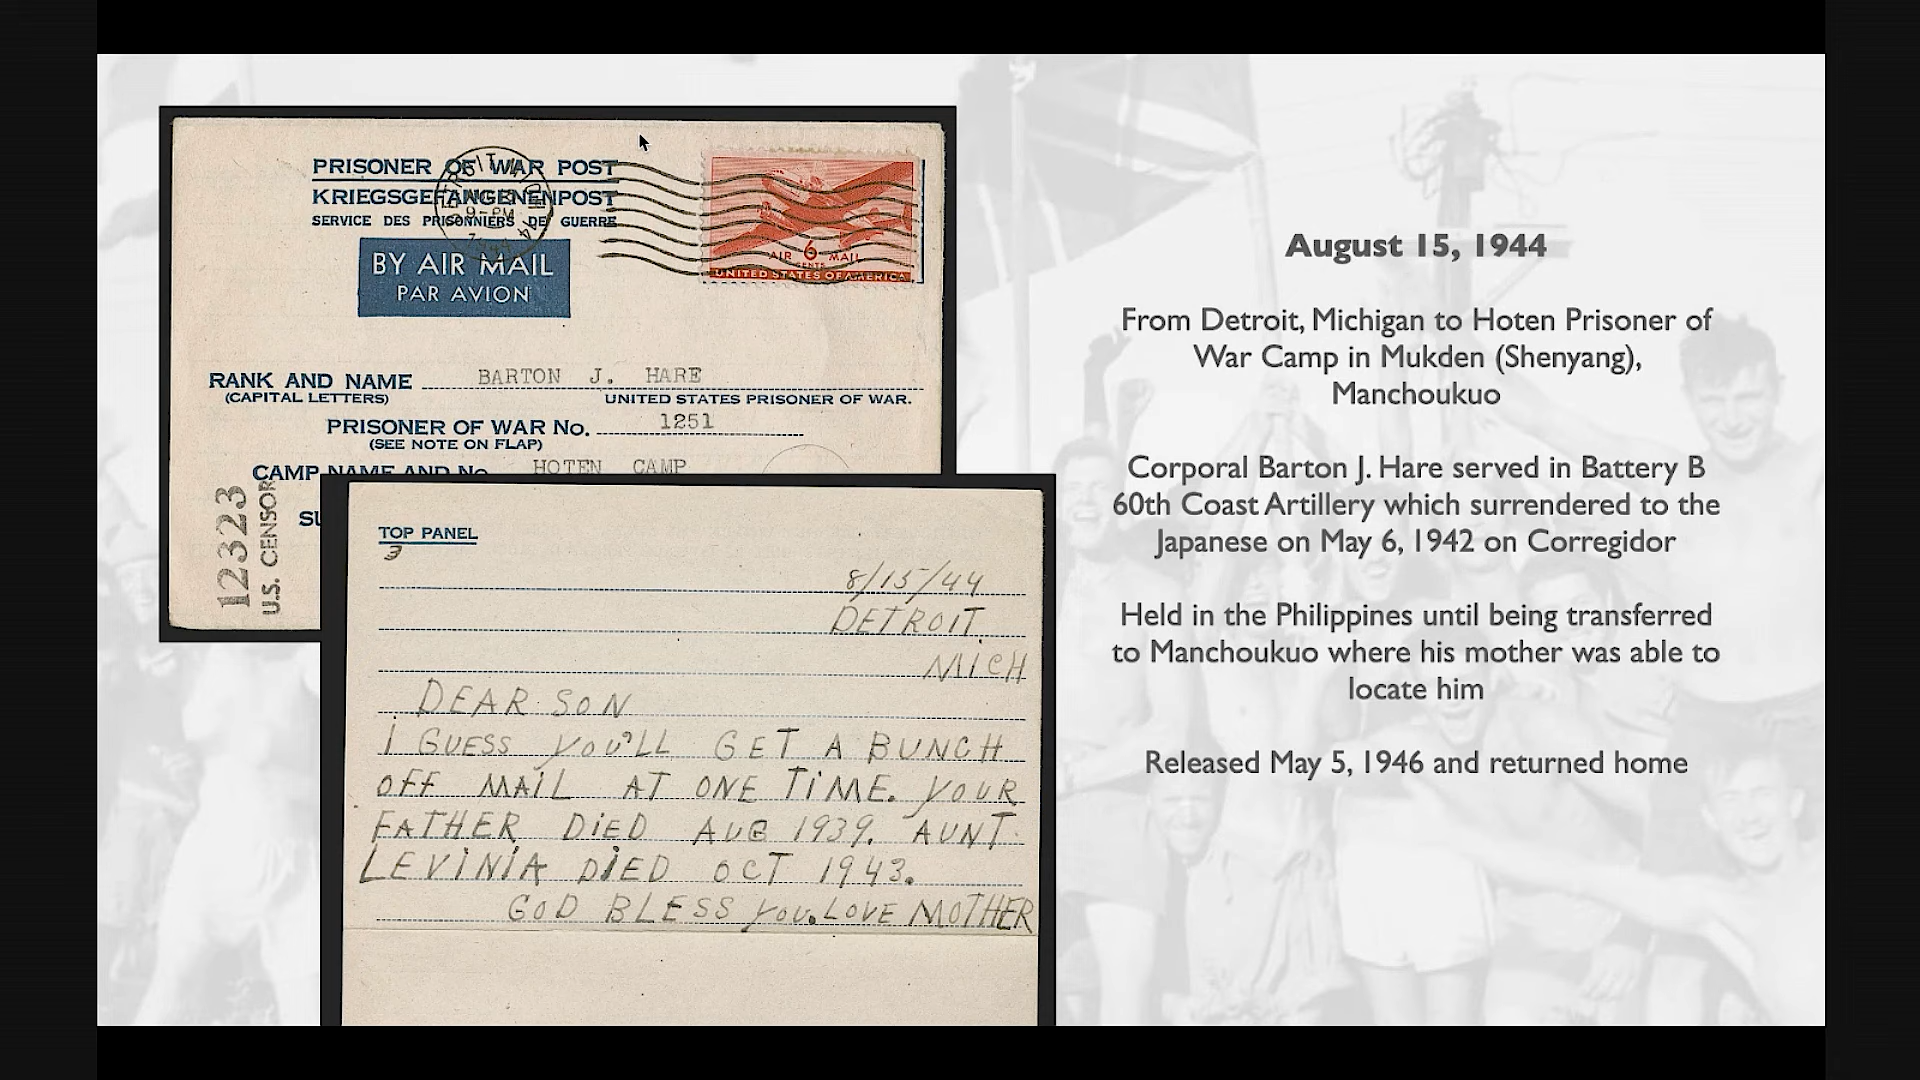 PRISONER OF WAR POST
KRIEGSGEFANGENENPOST
SERVICE DES PRISONNIERS DE GUERRE
BY AIR MAIL
PAR AVION
AIR 6 MAIL
CENTS
UNITED STATES OF AMERICA
RANK AND NAME BARTON J. HARE
(CAPITAL LETTERS) UNITED STATES PRISONER OF WAR.
PRISONER OF WAR No. 1251
(SEE NOTE ON FLAP)
CAMP NAME AND No. HOTEN CAMP
12323
U.S. CENSOR
TOP PANEL
3
8/15/44
DETROIT.
MICH
DEAR SON
I GUESS YOU'LL GET A BUNCH
OFF MAIL AT ONE TIME. YOUR
FATHER DIED AUG 1939. AUNT
LEVINIA DIED OCT 1943.
GOD BLESS YOU. LOVE MOTHER
August 15, 1944
From Detroit, Michigan to Hoten Prisoner of
War Camp in Mukden (Shenyang),
Manchoukuo
Corporal Barton J. Hare served in Battery B
60th Coast Artillery which surrendered to the
Japanese on May 6, 1942 on Corregidor
Held in the Philippines until being transferred
to Manchoukuo where his mother was able to
locate him
Released May 5, 1946 and returned home